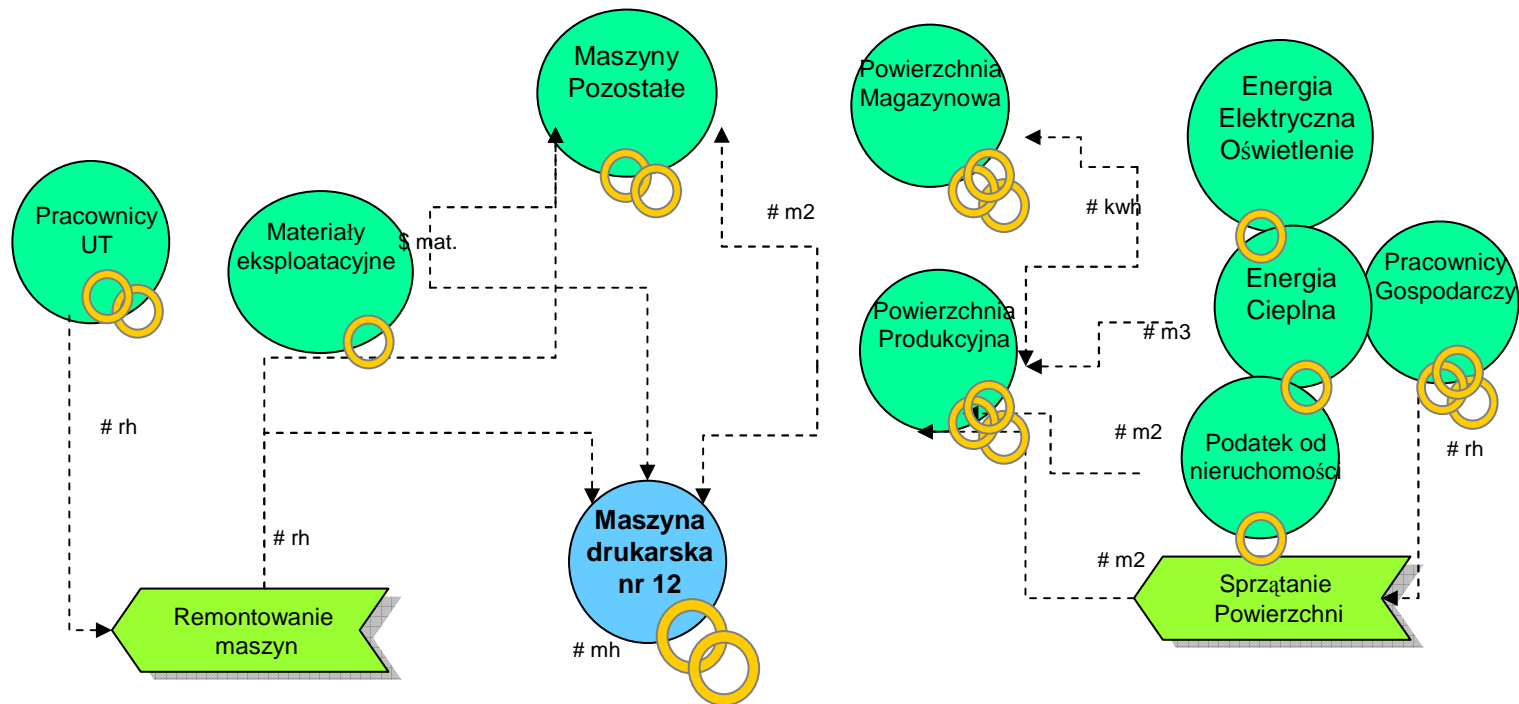 Maszyny
Pozostałe
Powierzchnia
Magazynowa
Energia
Elektryczna
Oświetlenie
Pracownicy
UT
Materiały
eksploatacyjne
$ mat.
# m2
# kwh
Energia
Cieplna
Pracownicy
Gospodarczy
Powierzchnia
Produkcyjna
# m3
# rh
# m2
Podatek od
nieruchomości
# rh
# rh
Maszyna
drukarska
nr 12
# mh
# m2
Sprzątanie
Powierzchni
Remontowanie
maszyn